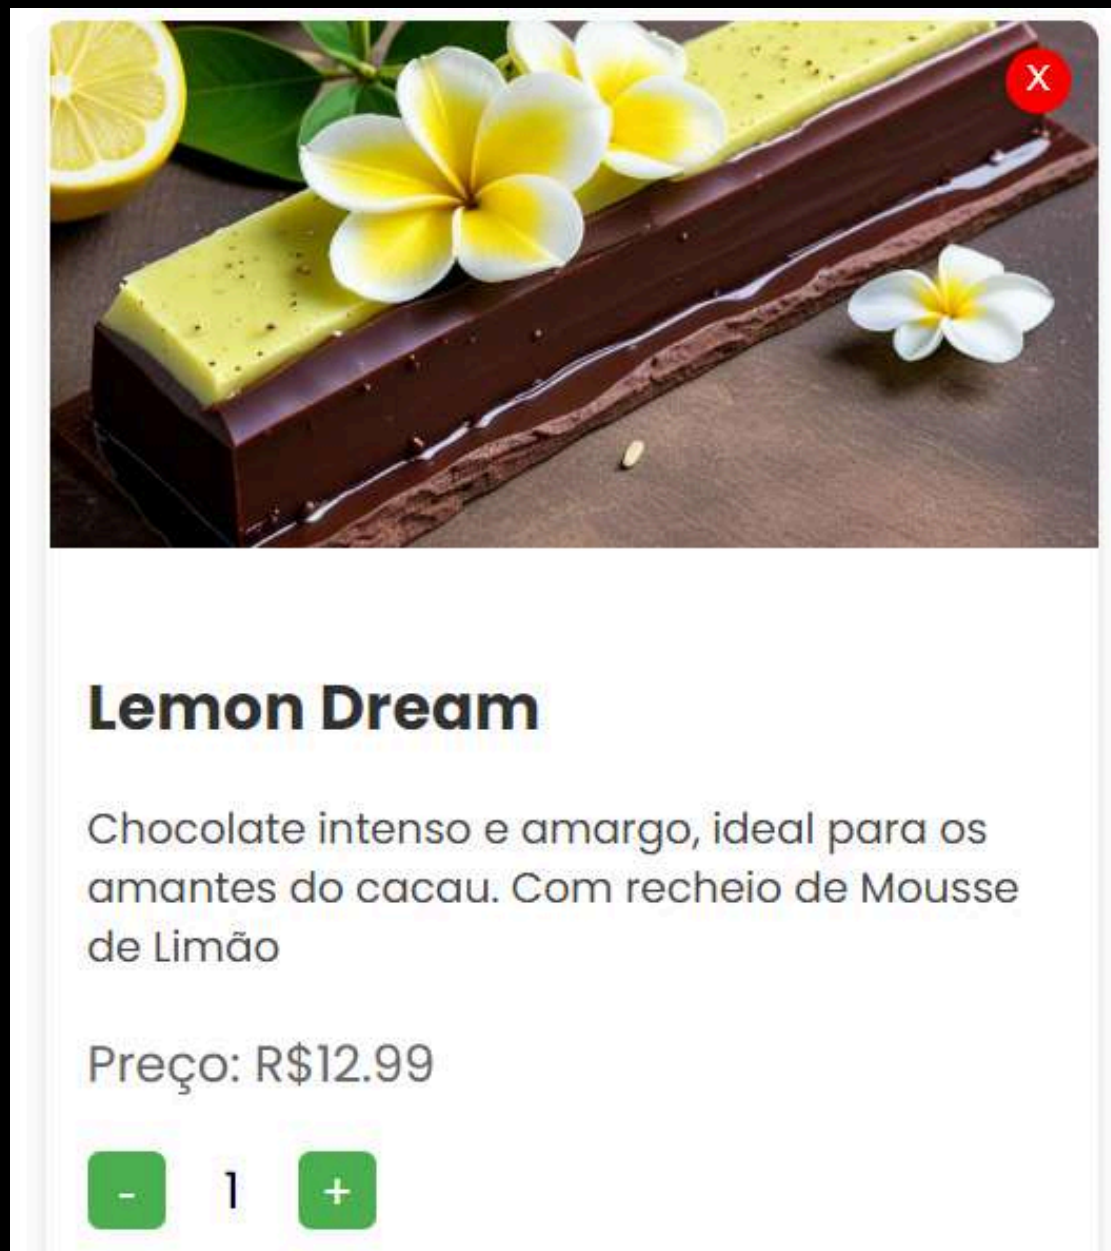 X
Lemon Dream
Chocolate intenso e amargo, ideal para os
amantes do cacau. Com recheio de Mousse
de Limão
Preço: R$12.99
- 1 +